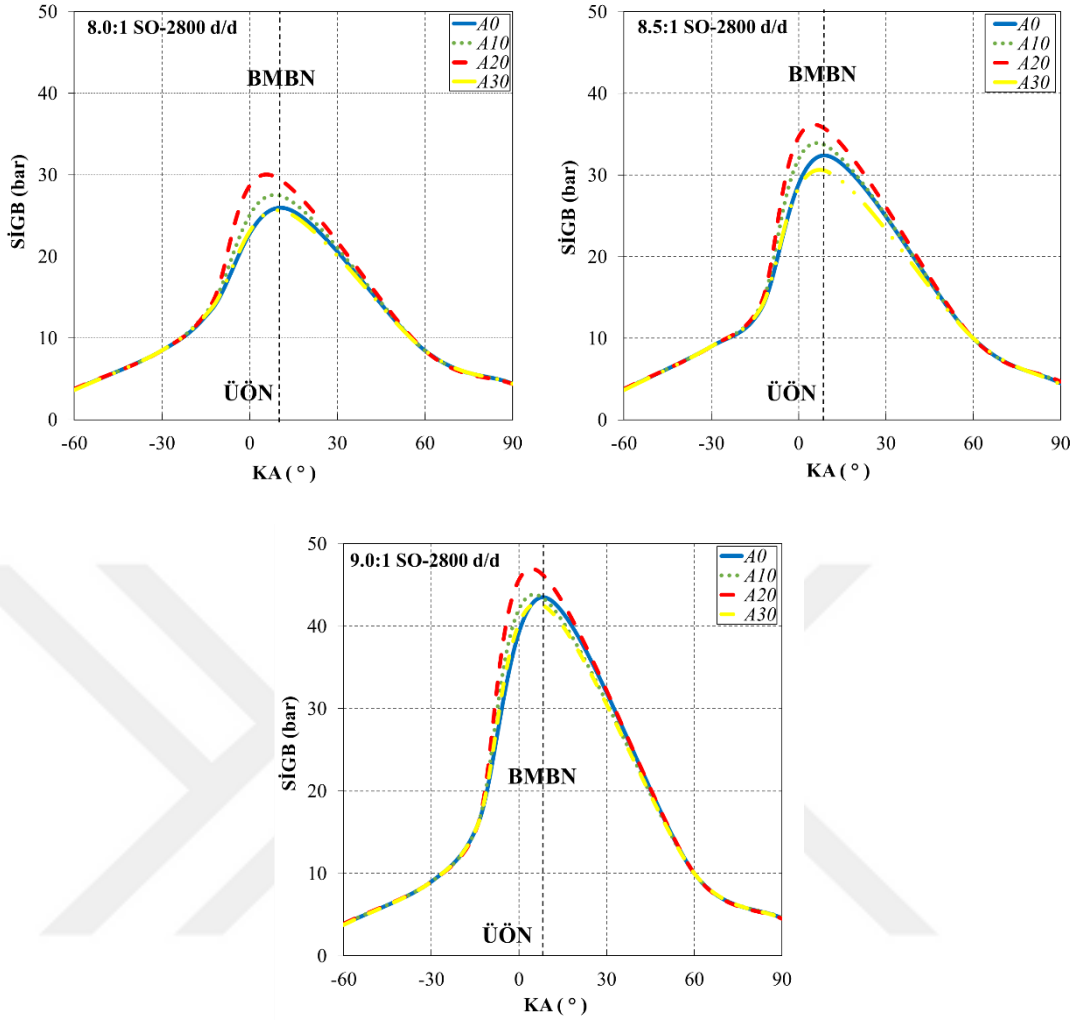 8.0:1 SO-2800 d/d
A0
A10
A20
A30
BMBN
ÜÖN
SİGB (bar)
50
40
30
20
10
0
-60 -30 0 30 60 90
KA ( ° )
8.5:1 SO-2800 d/d
A0
A10
A20
A30
BMBN
ÜÖN
SİGB (bar)
50
40
30
20
10
0
-60 -30 0 30 60 90
KA ( ° )
9.0:1 SO-2800 d/d
A0
A10
A20
A30
BMBN
ÜÖN
SİGB (bar)
50
40
30
20
10
0
-60 -30 0 30 60 90
KA ( ° )